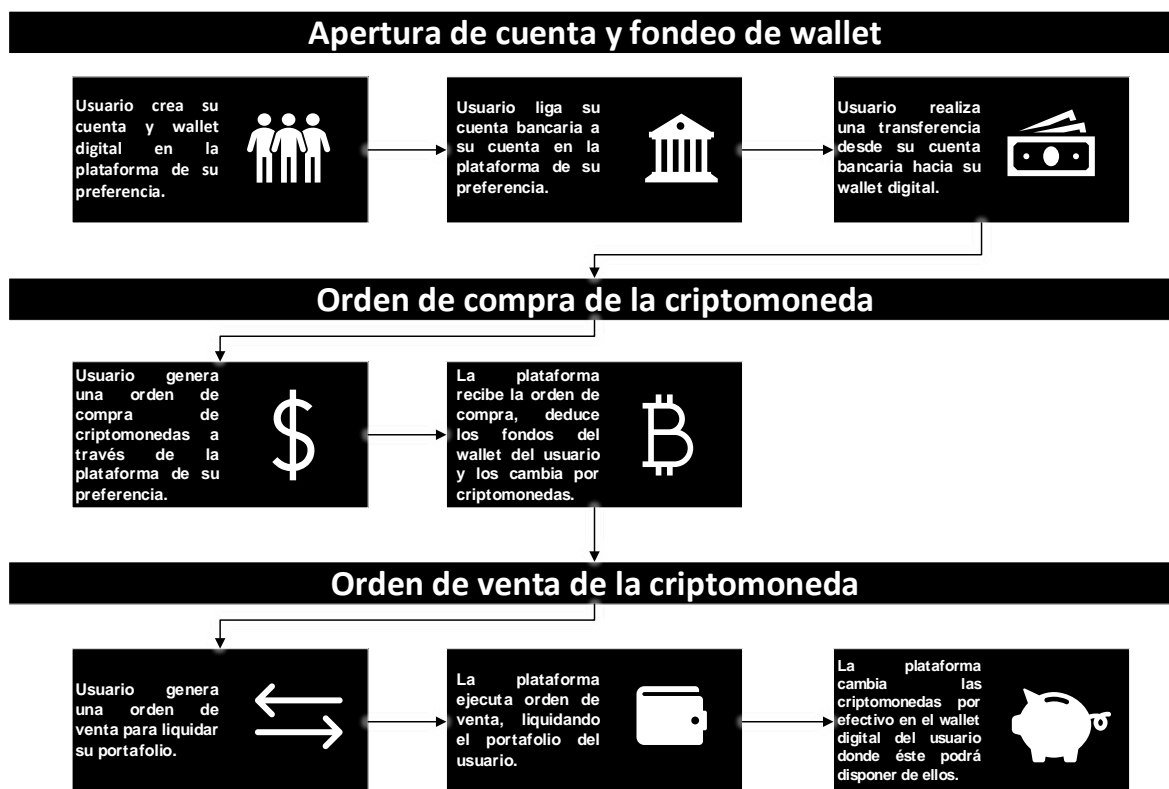 Apertura de cuenta y fondeo de wallet
Usuario crea su
cuenta y wallet
digital en la
plataforma de su
preferencia.
Usuario liga su
cuenta bancaria a
su cuenta en la
plataforma de su
preferencia.
Usuario realiza
una transferencia
desde su cuenta
bancaria hacia su
wallet digital.
Orden de compra de la criptomoneda
Usuario genera
una orden de
compra de
criptomonedas a
través de la
plataforma de su
preferencia.
La plataforma
recibe la orden de
compra, deduce
los fondos del
wallet del usuario
y los cambia por
criptomonedas.
Orden de venta de la criptomoneda
Usuario genera
una orden de
venta para liquidar
su portafolio.
La plataforma
ejecuta orden de
venta, liquidando
el portafolio del
usuario.
La plataforma
cambia las
criptomonedas por
efectivo en el wallet
digital del usuario
donde éste podrá
disponer de ellos.